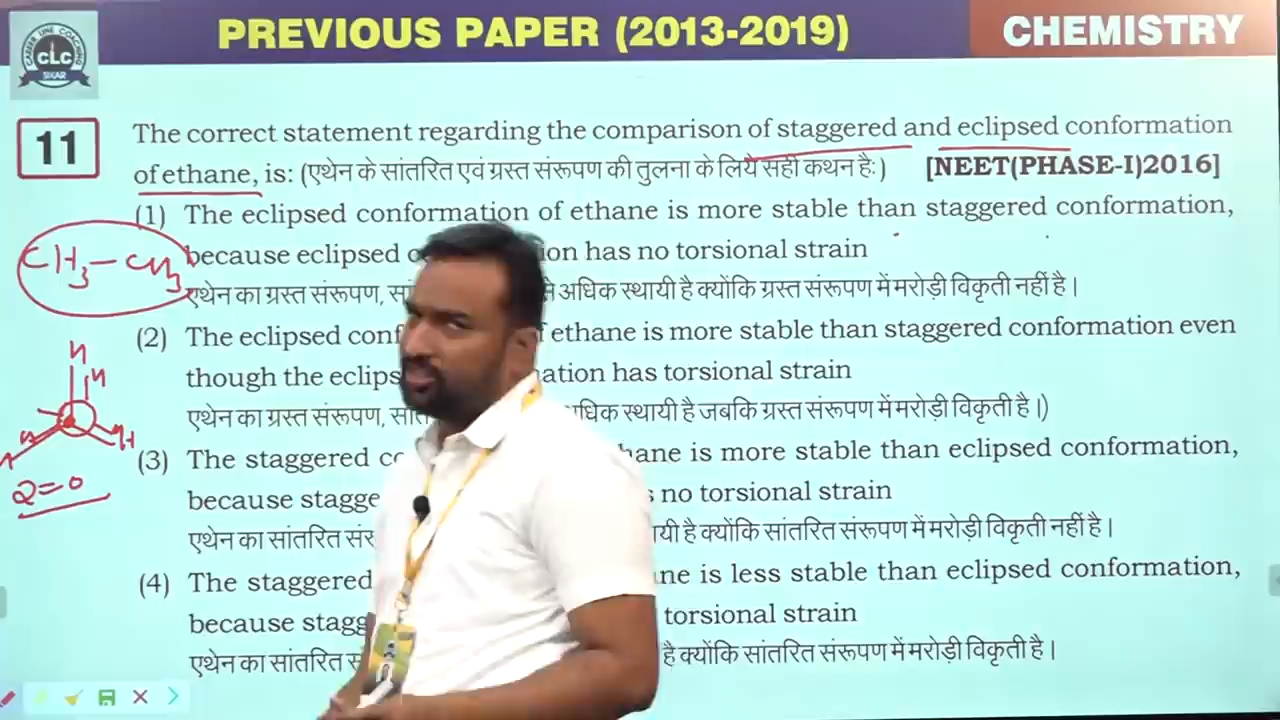 PREVIOUS PAPER (2013-2019)
CHEMISTRY
CAREER LINE COACHING
CLC
SIKAR
11
The correct statement regarding the comparison of staggered and eclipsed conformation
of ethane, is: (एथेन के सांतरित एवं ग्रस्त संरूपण की तुलना के लिये सही कथन हैः) [NEET(PHASE-I)2016]
(1) The eclipsed conformation of ethane is more stable than staggered conformation,
because eclipsed ion has no torsional strain
एथेन का ग्रस्त संरूपण, से अधिक स्थायी है क्योंकि ग्रस्त संरूपण में मरोड़ी विकृती नहीं है।
(2) The eclipsed of ethane is more stable than staggered conformation even
though the has torsional strain
एथेन का ग्रस्त संरूपण, अधिक स्थायी है जबकि ग्रस्त संरूपण में मरोड़ी विकृती है।)
(3) The staggered is more stable than eclipsed conformation,
because no torsional strain
एथेन का सांतरित है क्योंकि सांतरित संरूपण में मरोड़ी विकृती नहीं है।
(4) The staggered is less stable than eclipsed conformation,
because torsional strain
एथेन का सांतरित है क्योंकि सांतरित संरूपण में मरोड़ी विकृती है।
CH3-CH3
H
H